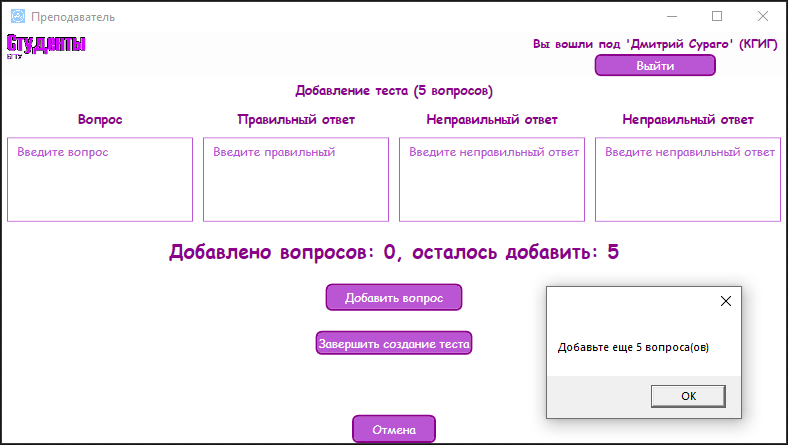 Преподаватель
Студенты
БГТУ
Вы вошли под 'Дмитрий Сураго' (КГИГ)
Выйти
Добавление теста (5 вопросов)
Вопрос Правильный ответ Неправильный ответ Неправильный ответ
Введите вопрос Введите правильный Введите неправильный ответ Введите неправильный ответ
Добавлено вопросов: 0, осталось добавить: 5
Добавить вопрос
Завершить создание теста
Добавьте еще 5 вопроса(ов)
OK
Отмена